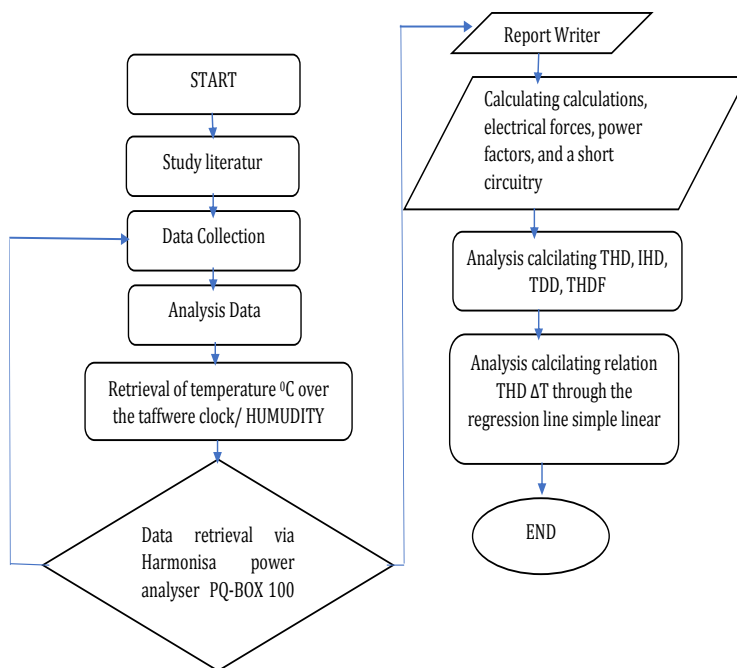 START
Study literatur
Data Collection
Analysis Data
Retrieval of temperature ⁰C over
the taffwere clock/ HUMUDITY
Data retrieval via
Harmonisa power
analyser PQ-BOX 100
Report Writer
Calculating calculations,
electrical forces, power
factors, and a short
circuitry
Analysis calcilating THD, IHD,
TDD, THDF
Analysis calcilating relation
THD ΔT through the
regression line simple linear
END